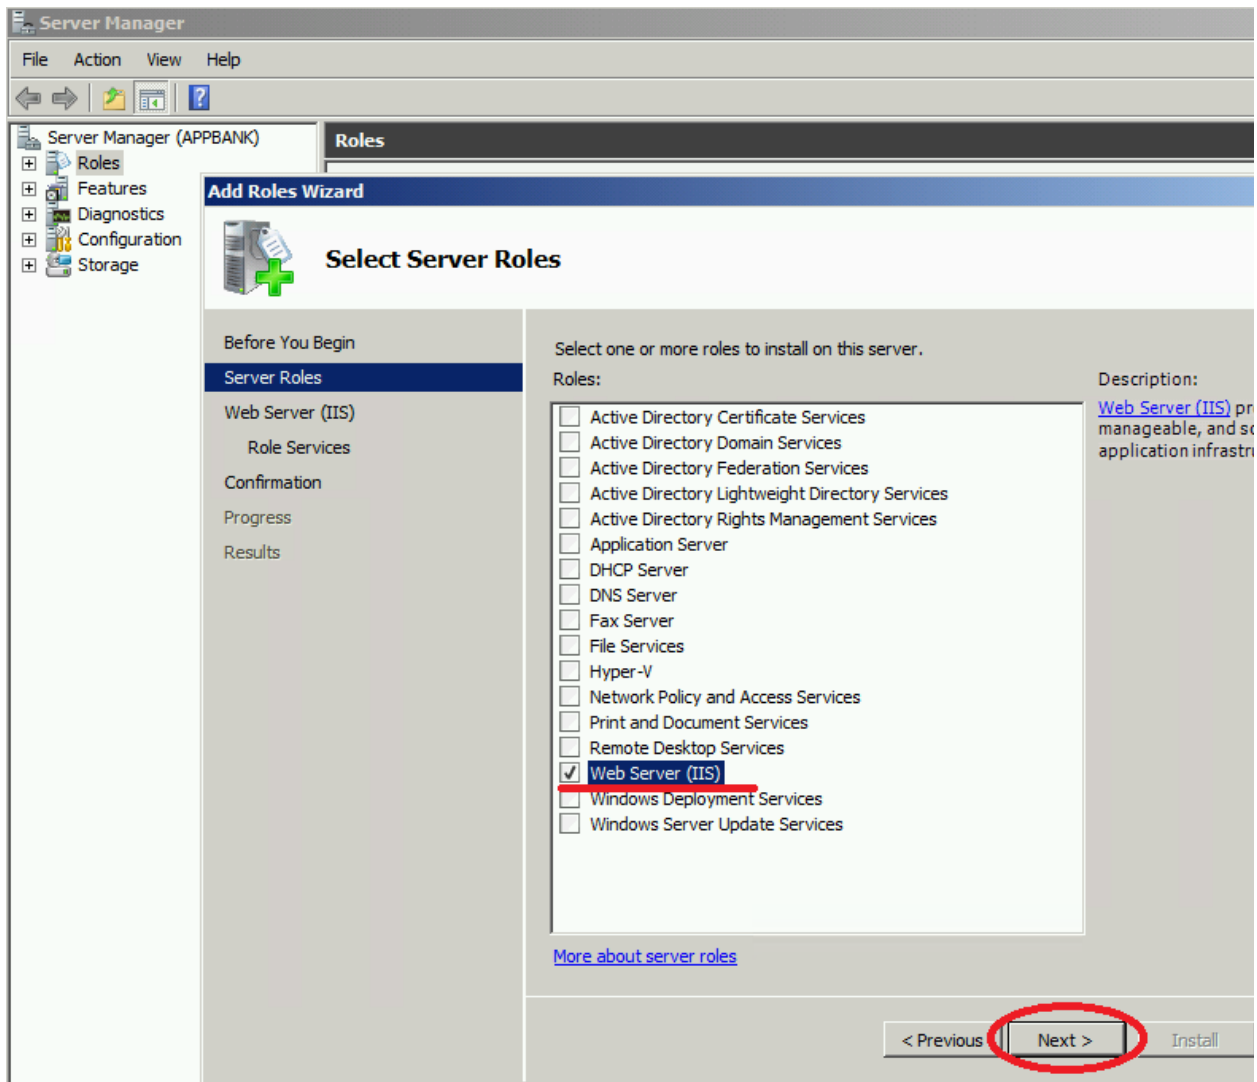 Server Manager
File Action View Help
Server Manager (APPBANK)
Roles
Features
Diagnostics
Configuration
Storage
Roles
Add Roles Wizard
Select Server Roles
Before You Begin
Server Roles
Web Server (IIS)
Role Services
Confirmation
Progress
Results
Select one or more roles to install on this server.
Roles:
Active Directory Certificate Services
Active Directory Domain Services
Active Directory Federation Services
Active Directory Lightweight Directory Services
Active Directory Rights Management Services
Application Server
DHCP Server
DNS Server
Fax Server
File Services
Hyper-V
Network Policy and Access Services
Print and Document Services
Remote Desktop Services
Web Server (IIS)
Windows Deployment Services
Windows Server Update Services
More about server roles
Description:
Web Server (IIS)
manageable, and
application
< Previous Next > Install